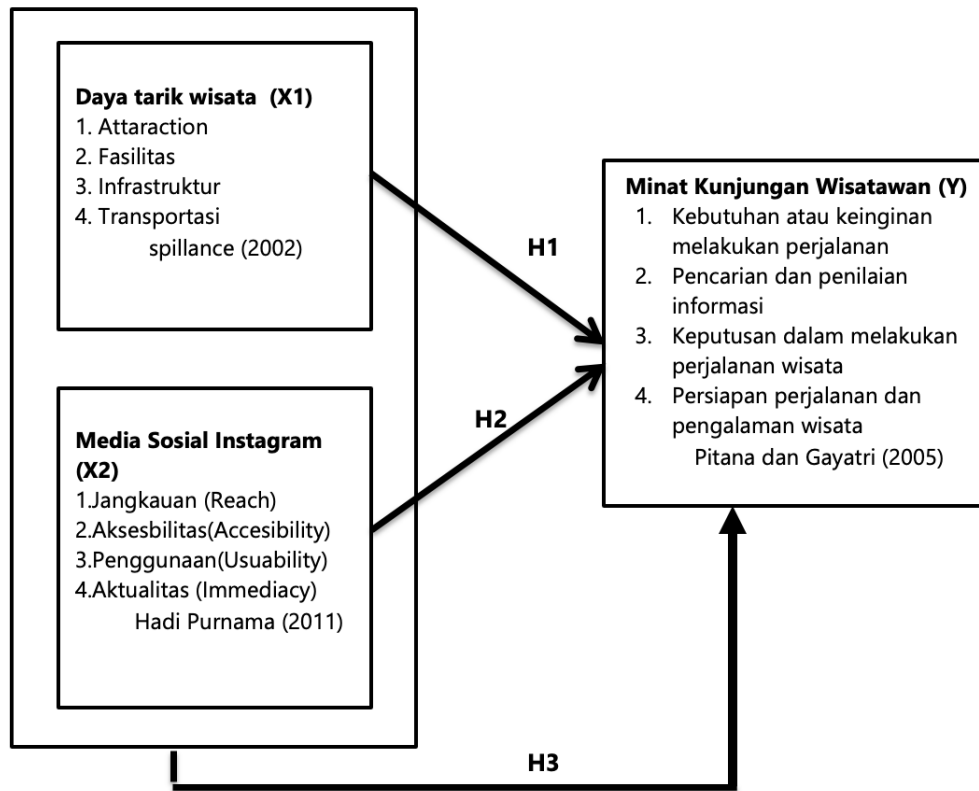 Daya tarik wisata (X1)
1. Attaraction
2. Fasilitas
3. Infrastruktur
4. Transportasi
spillance (2002)
Media Sosial Instagram
(X2)
1.Jangkauan (Reach)
2.Aksesbilitas(Accesibility)
3.Penggunaan(Usuability)
4.Aktualitas (Immediacy)
Hadi Purnama (2011)
H1
H2
H3
Minat Kunjungan Wisatawan (Y)
1. Kebutuhan atau keinginan
melakukan perjalanan
2. Pencarian dan penilaian
informasi
3. Keputusan dalam melakukan
perjalanan wisata
4. Persiapan perjalanan dan
pengalaman wisata
Pitana dan Gayatri (2005)